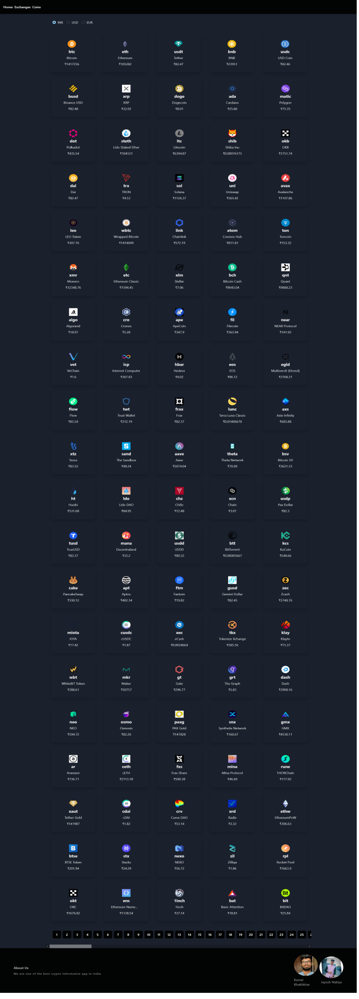 Home Exchanges Coins
INR USD EUR
btc eth usdt bnb usdc
Bitcoin Ethereum Tether BNB USD Coin
₹1417256 ₹105282 ₹82.47 ₹23951 ₹82.46
busd xrp doge ada matic
Binance USD XRP Dogecoin Cardano Polygon
₹82.48 ₹32.02 ₹8.01 ₹25.86 ₹75.35
dot steth ltc shib okb
Polkadot Lido Staked Ether Litecoin Shiba Inu OKB
₹435.54 ₹104121 ₹6394.87 ₹0.00076175 ₹1751.74
dai trx sol uni avax
Dai TRON Solana Uniswap Avalanche
₹82.47 ₹4.53 ₹1126.37 ₹503.42 ₹1107.86
leo wbtc link atom ton
LEO Token Wrapped Bitcoin Chainlink Cosmos Hub Toncoin
₹307.76 ₹1414049 ₹572.19 ₹811.81 ₹153.32
xmr etc xlm bch qnt
Monero Ethereum Classic Stellar Bitcoin Cash Quant
₹12348.76 ₹1594.45 ₹7.06 ₹9043.04 ₹9888.23
algo cro ape fil near
Algorand Cronos ApeCoin Filecoin NEAR Protocol
₹18.97 ₹5.28 ₹347.9 ₹363.94 ₹141.92
vet icp hbar eos egld
VeChain Internet Computer Hedera EOS MultiversX (Elrond)
₹1.6 ₹367.83 ₹4.02 ₹86.12 ₹3768.31
flow twt frax lunc axs
Flow Trust Wallet Frax Terra Luna Classic Axie Infinity
₹85.54 ₹212.19 ₹82.37 ₹0.01406678 ₹683.88
xtz sand aave theta bsv
Tezos The Sandbox Aave Theta Network Bitcoin SV
₹83.52 ₹48.24 ₹5074.04 ₹70.99 ₹3621.33
ht ldo chz xcn usdp
Huobi Lido DAO Chiliz Chain Pax Dollar
₹531.68 ₹84.95 ₹12.48 ₹3.07 ₹82.3
tusd mana usdd btt kcs
TrueUSD Decentraland USDD BitTorrent KuCoin
₹82.37 ₹33.2 ₹80.32 ₹0.00005667 ₹548.66
cake apt ftm gusd zec
PancakeSwap Aptos Fantom Gemini Dollar Zcash
₹330.12 ₹402.34 ₹19.82 ₹82.45 ₹3748.76
miota cusdc xec tkx klay
IOTA cUSDC eCash Tokenize Xchange Klaytn
₹17.42 ₹1.87 ₹0.0024664 ₹585.56 ₹15.37
wbt mkr gt grt dash
WhiteBIT Token Maker Gate The Graph Dash
₹388.61 ₹50757 ₹296.77 ₹5.83 ₹3908.16
neo osmo paxg snx gmx
NEO Osmosis PAX Gold Synthetix Network GMX
₹594.72 ₹82.26 ₹147828 ₹160.67 ₹4530.11
ar ceth fxs mina rune
Arweave cETH Frax Share Mina Protocol THORChain
₹736.71 ₹2113.18 ₹500.38 ₹46.69 ₹117.92
xaut cdai crv xrd ethw
Tether Gold cDAI Curve DAO Radix EthereumPoW
₹141987 ₹1.82 ₹53.14 ₹3.32 ₹306.63
btse stx nexo zil rpl
BTSE Token Stacks NEXO Zilliqa Rocket Pool
₹201.94 ₹24.29 ₹56.72 ₹1.86 ₹1663.9
okt ens 1inch bat bit
OKC Ethereum Name... 1inch Basic Attention BitDAO
₹1676.82 ₹1138.54 ₹37.14 ₹18.81 ₹25.84
1 2 3 4 5 6 7 8 9 10 11 12 13 14 15 16 17 18 19 20 21 22 23 24 25
About Us
We are one of the best crypto informative app in India.
Kamal
Khakhkhar
Jayesh Nakiya